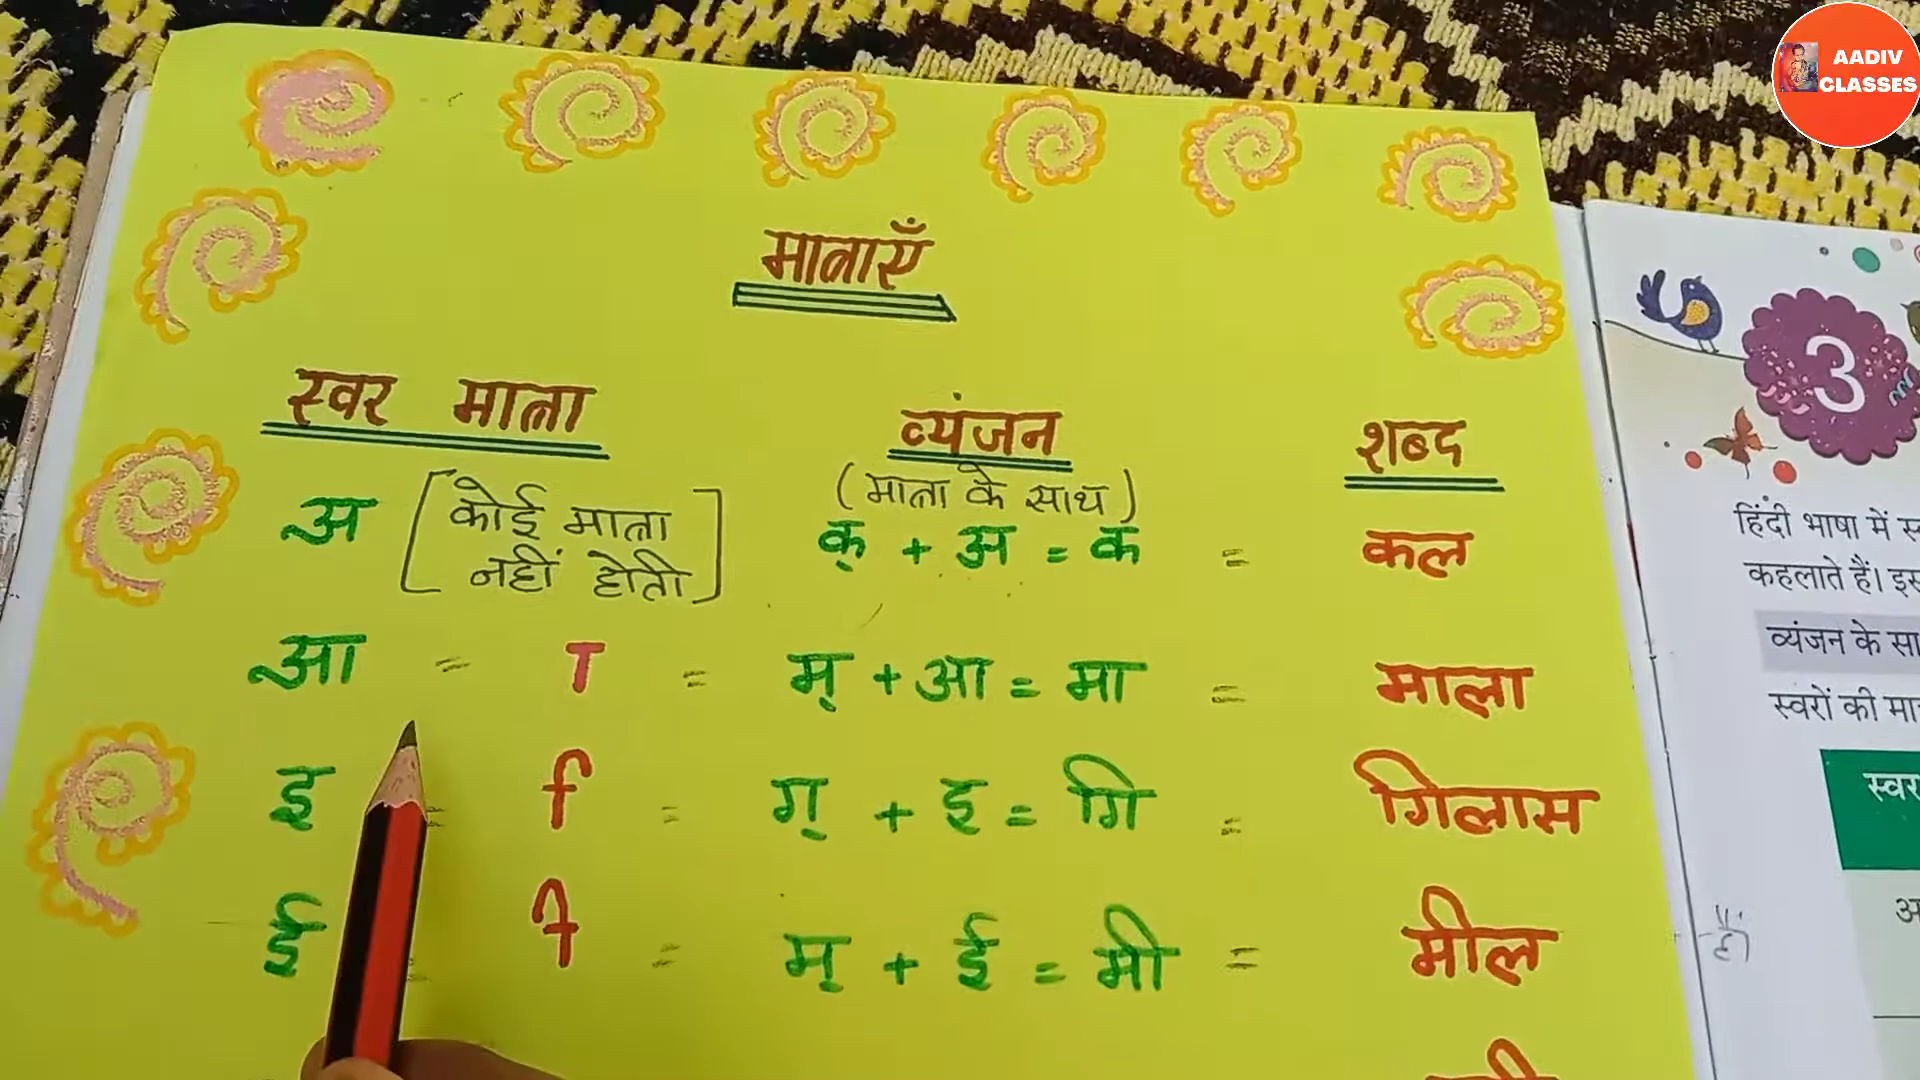 AADIV
CLASSES
मात्राएँ
स्वर मात्रा व्यंजन शब्द
(मात्रा के साथ)
अ [कोई मात्रा नहीं होती] क् + अ = क = कल
आ = ा = म् + आ = मा = माला
इ = ि = ग् + इ = गि = गिलास
ई = ी = म् + ई = मी = मील
3
हिंदी भाषा में
कहलाते हैं। इस
व्यंजन के सा
स्वरों की मा
स्वर
अ